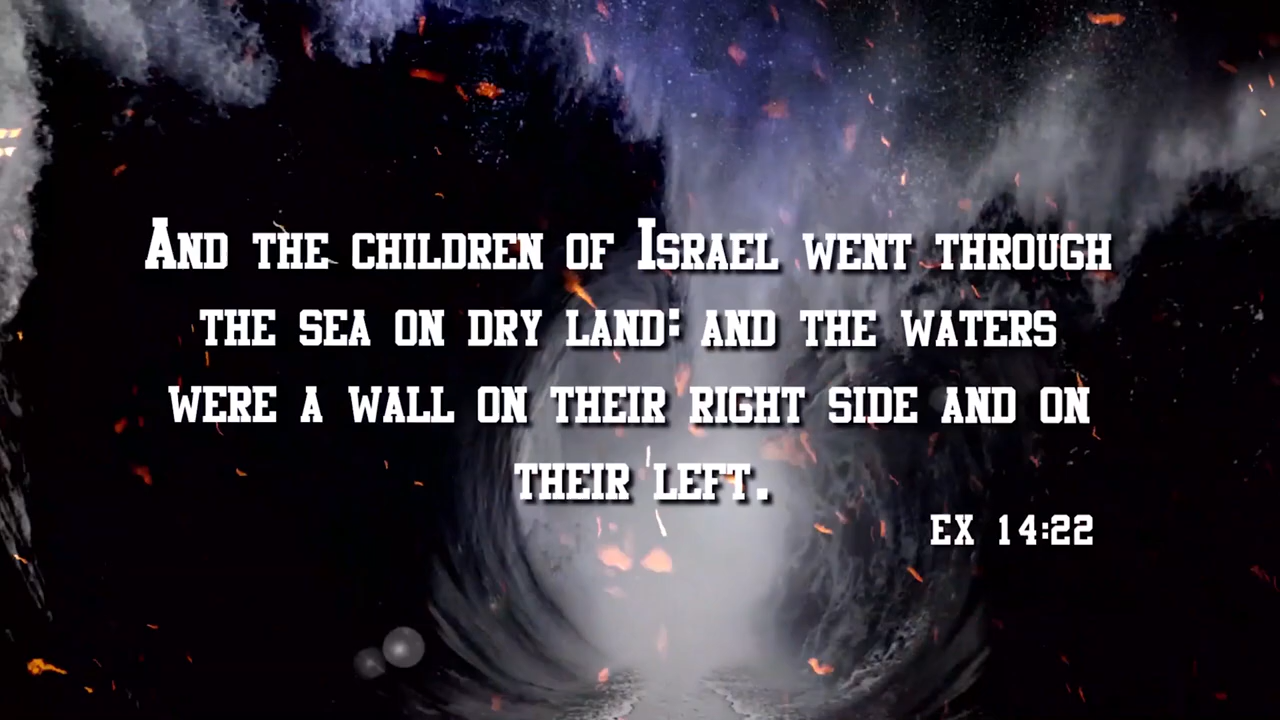 And the children of Israel went through
the sea on dry land: and the waters
were a wall on their right side and on
their left.
EX 14:22